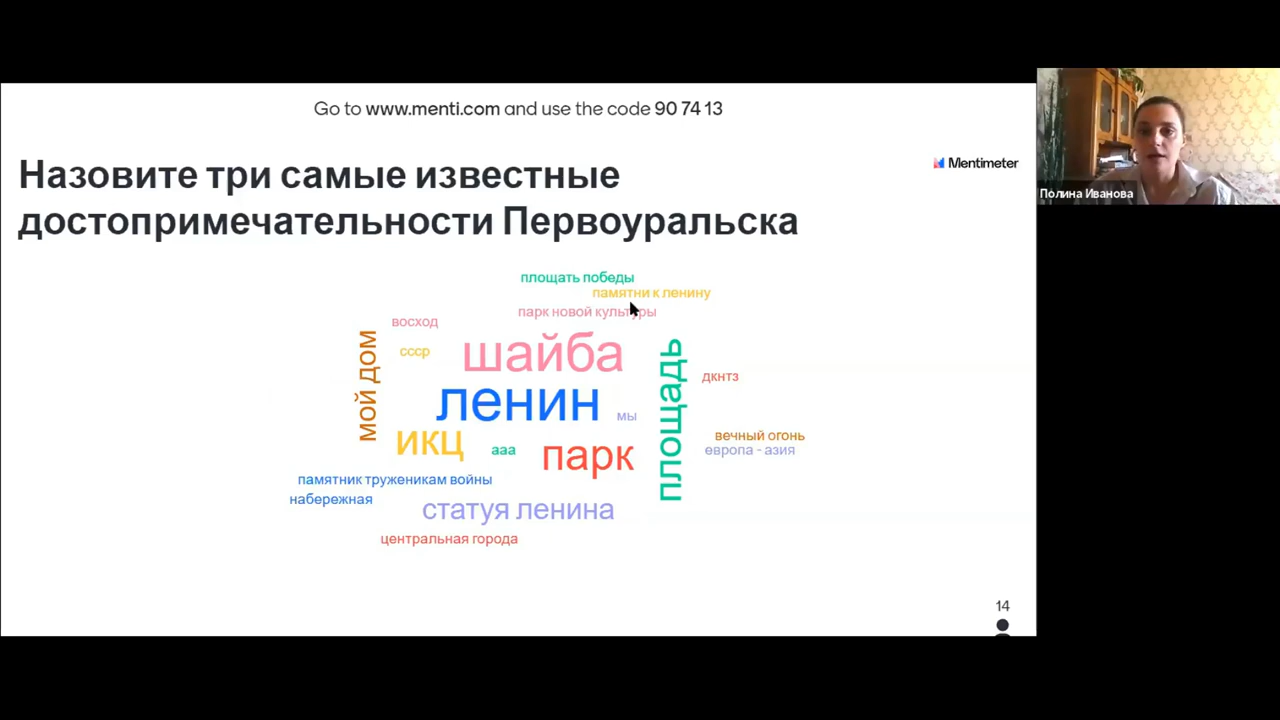 Go to www.menti.com and use the code 90 74 13
Mentimeter
Назовите три самые известные
достопримечательности Первоуральска
Полина Иванова
площать победы
памятни к ленину
парк новой культуры
восход
мой дом
ссср
шайба
площадь
дкнтз
ленин
мы
икц
ааа
парк
вечный огонь
европа - азия
памятник труженикам войны
набережная
статуя ленина
центральная города
14